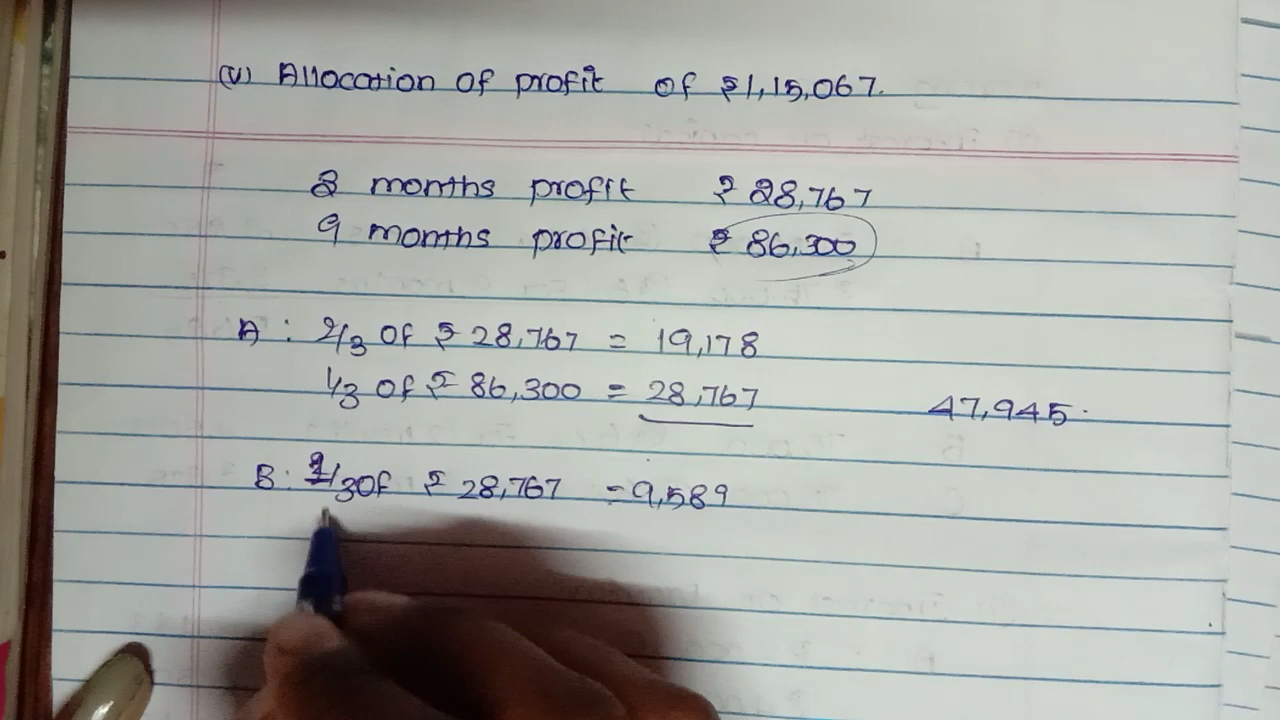 (V) Allocation of profit of ₹1,15,067.
3 months profit ₹ 28,767
9 months profit ₹ 86,300
A : 2/3 Of ₹ 28,767 = 19,178
1/3 Of ₹ 86,300 = 28,767 47,945.
B : 1/3 Of ₹ 28,767 = 9,589